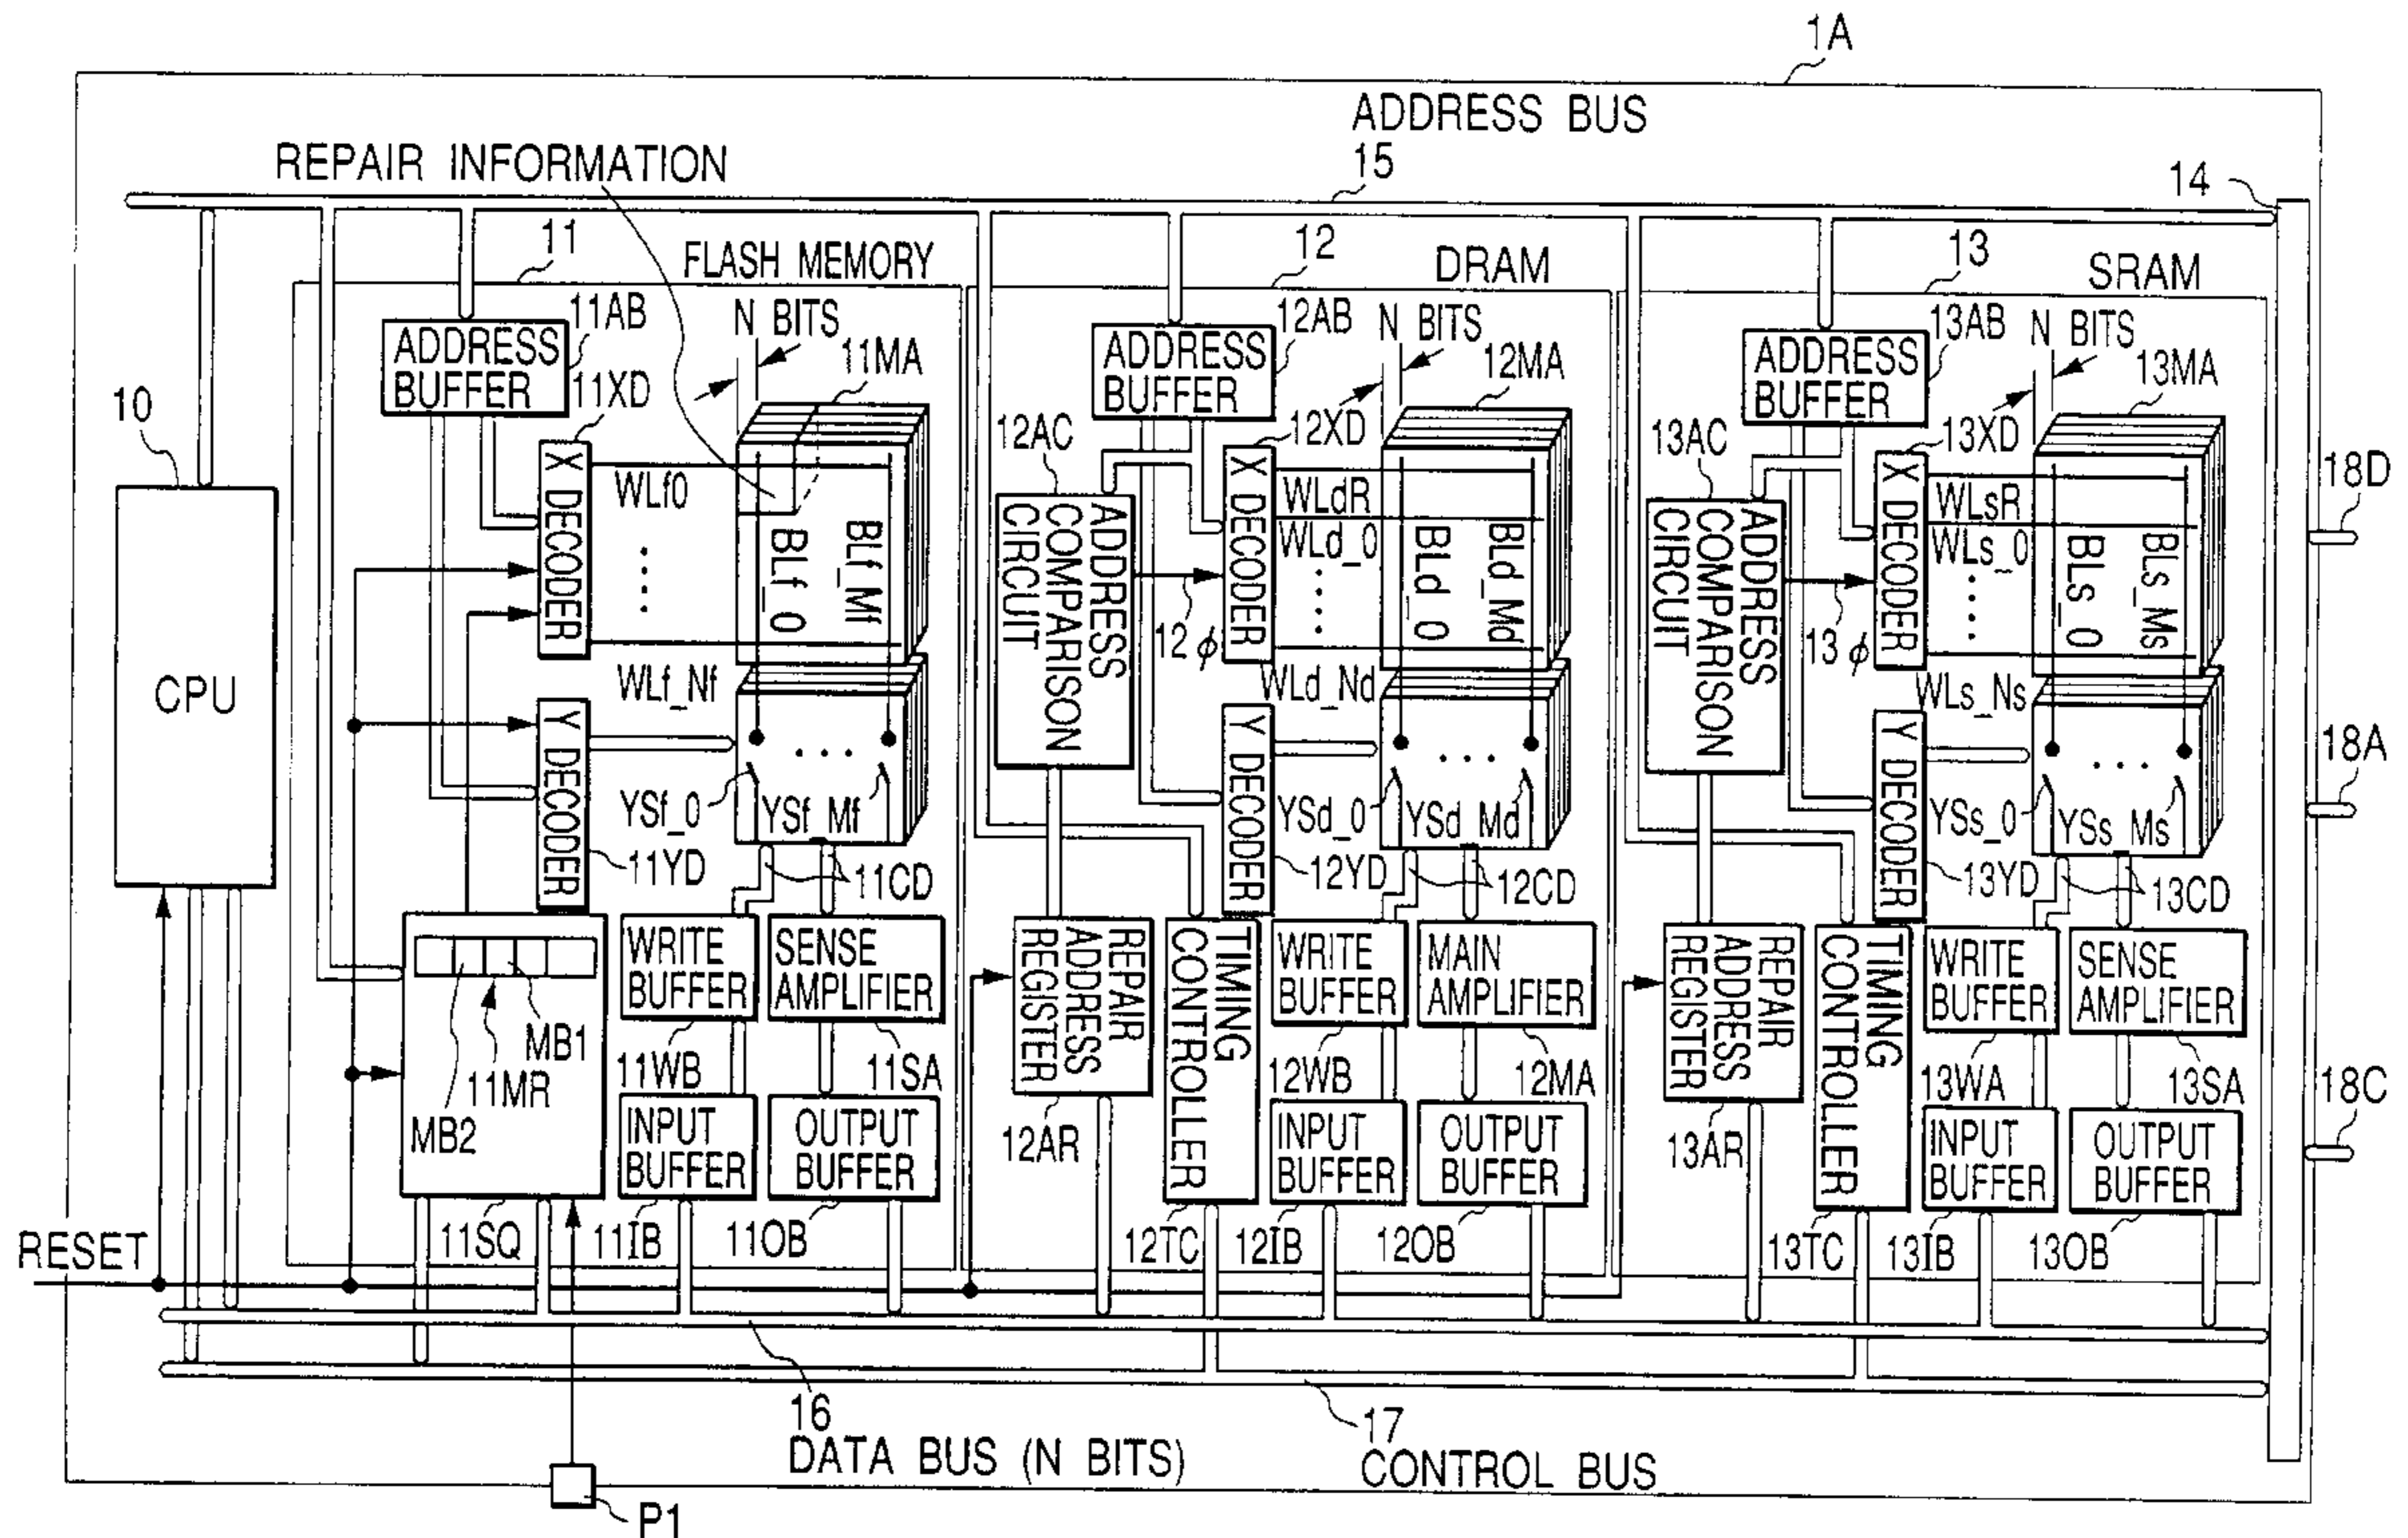 1A
ADDRESS BUS
15
REPAIR INFORMATION
14
11
FLASH MEMORY
12
DRAM
13
SRAM
10
CPU
ADDRESS
BUFFER
11AB
11XD
N BITS
11MA
X DECODER
WLf0
WLf_Nf
BLf_0
BLf_Mf
Y DECODER
11YD
YSf_0
YSf_Mf
11CD
MB1
MB2
11MR
11SQ
WRITE
BUFFER
11WB
SENSE
AMPLIFIER
11SA
INPUT
BUFFER
11IB
OUTPUT
BUFFER
11OB
ADDRESS
BUFFER
12AB
N BITS
12MA
12AC
ADDRESS
COMPARISON
CIRCUIT
12XD
X DECODER
12φ
WLdR
WLd_0
WLd_Nd
BLd_0
BLd_Md
Y DECODER
12YD
YSd_0
YSd_Md
12CD
REPAIR
ADDRESS
REGISTER
12AR
TIMING
CONTROLLER
12TC
WRITE
BUFFER
12WB
MAIN
AMPLIFIER
12MA
INPUT
BUFFER
12IB
OUTPUT
BUFFER
12OB
ADDRESS
BUFFER
13AB
N BITS
13MA
13AC
ADDRESS
COMPARISON
CIRCUIT
13XD
X DECODER
13φ
WLsR
WLs_0
WLs_Ns
BLs_0
BLs_Ms
Y DECODER
13YD
YSs_0
YSs_Ms
13CD
REPAIR
ADDRESS
REGISTER
13AR
TIMING
CONTROLLER
13TC
WRITE
BUFFER
13WA
SENSE
AMPLIFIER
13SA
INPUT
BUFFER
13IB
OUTPUT
BUFFER
13OB
18D
18A
18C
RESET
16
DATA BUS (N BITS)
17
CONTROL BUS
P1